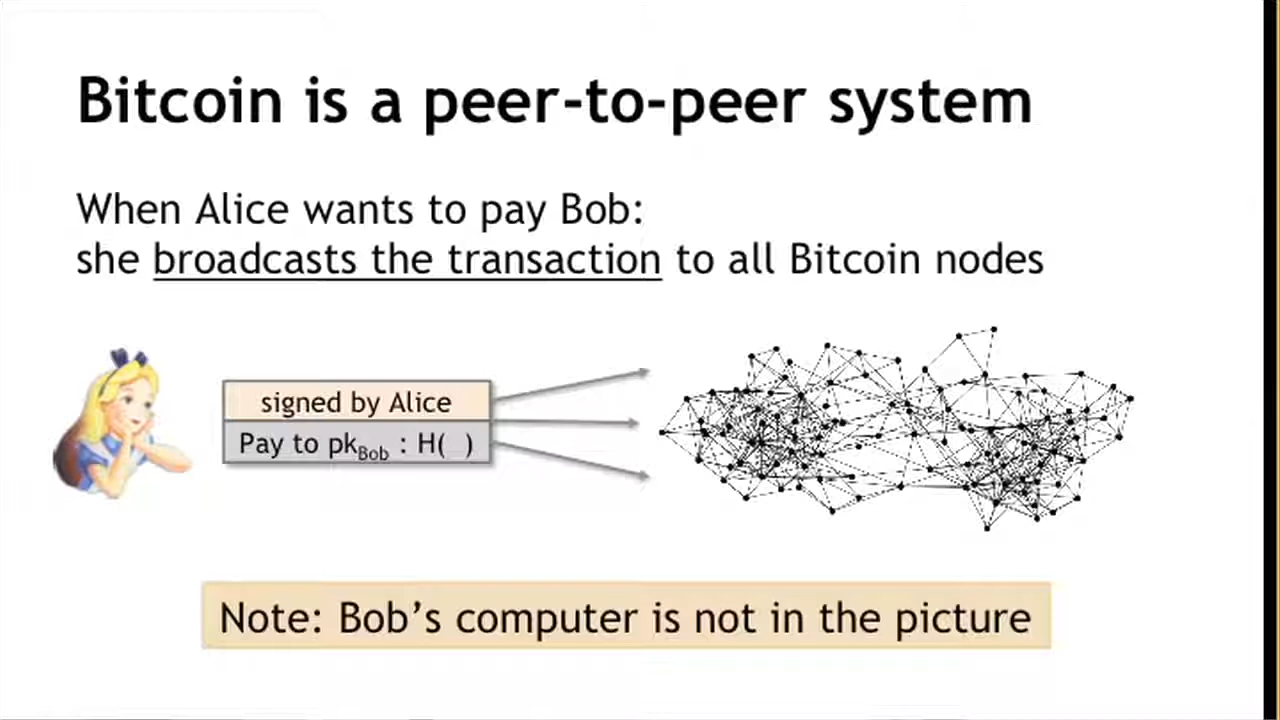 Bitcoin is a peer-to-peer system
When Alice wants to pay Bob:
she broadcasts the transaction to all Bitcoin nodes
signed by Alice
Pay to pkBob : H( )
Note: Bob’s computer is not in the picture